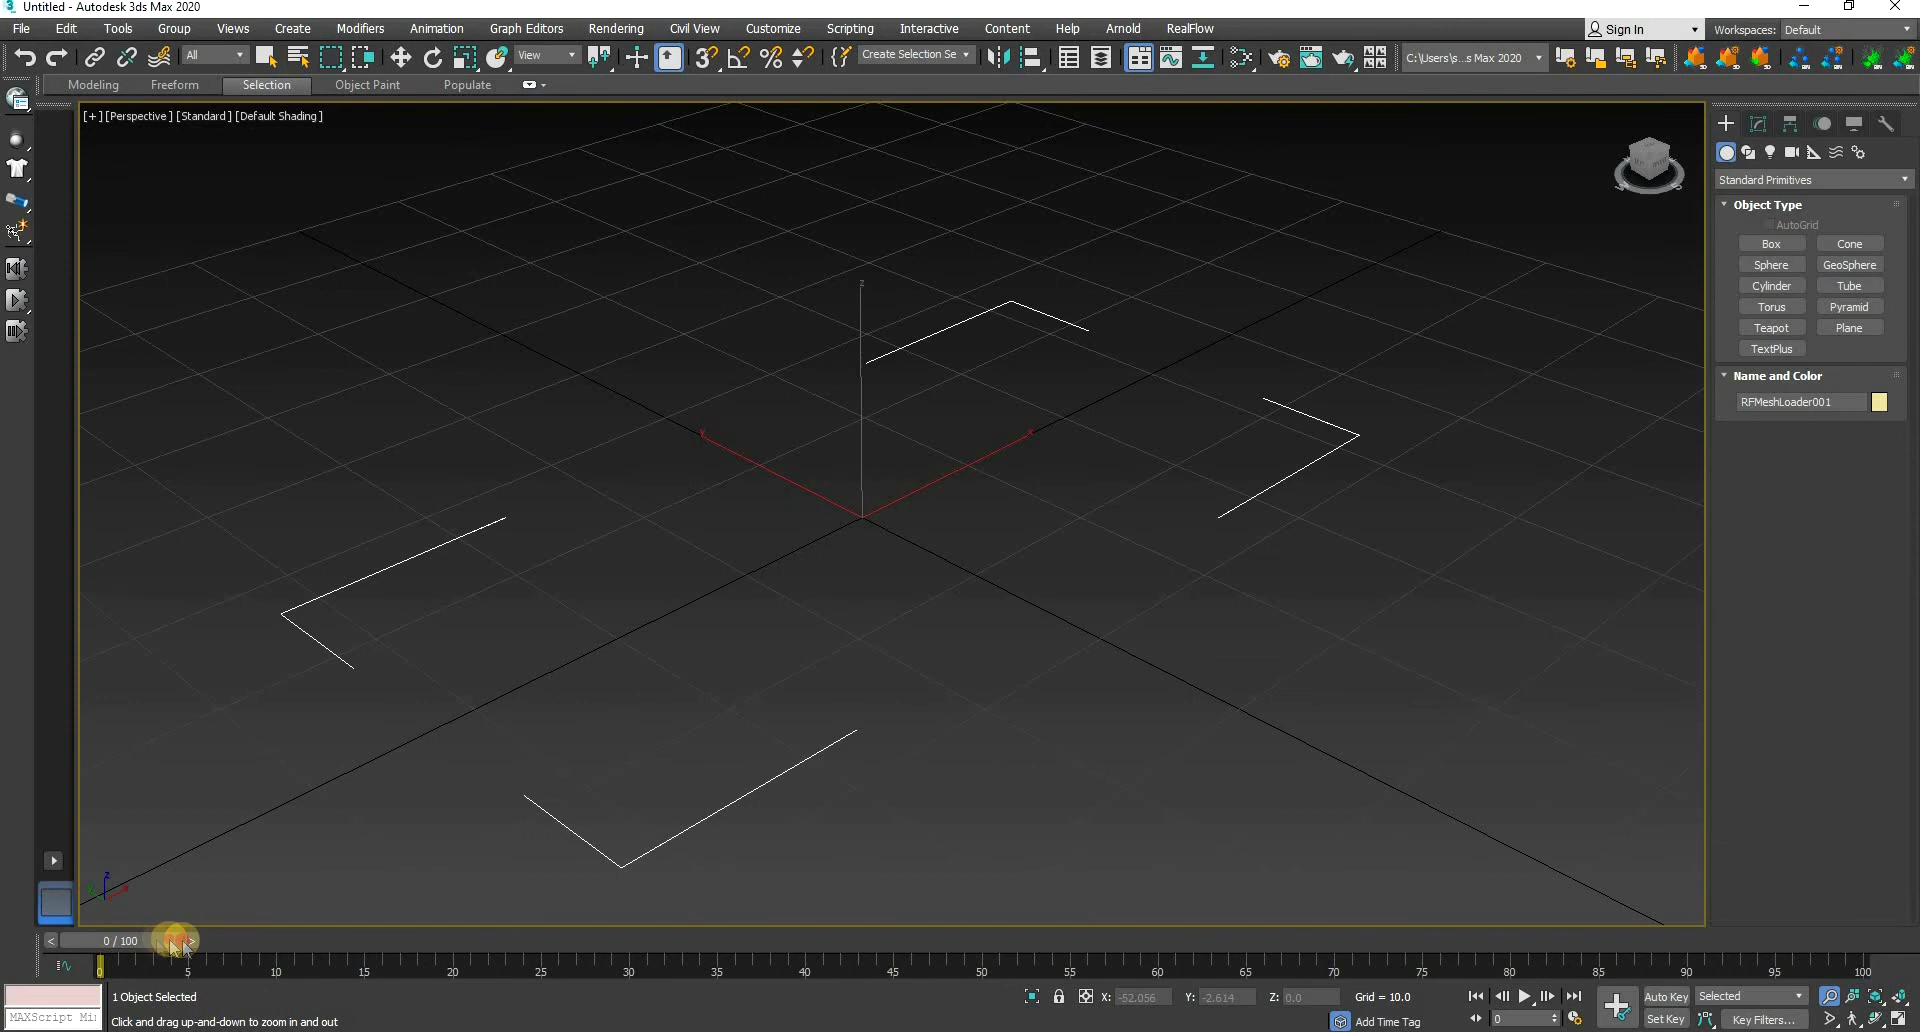 Untitled - Autodesk 3ds Max 2020
File Edit Tools Group Views Create Modifiers Animation Graph Editors Rendering Civil View Customize Scripting Interactive Content Help Arnold RealFlow
Sign In Workspaces: Default
All View Create Selection Se C:\Users\s...s Max 2020
Modeling Freeform Selection Object Paint Populate
[+] [Perspective] [Standard] [Default Shading]
Standard Primitives
Object Type
AutoGrid
Box Cone
Sphere GeoSphere
Cylinder Tube
Torus Pyramid
Teapot Plane
TextPlus
Name and Color
RFMeshLoader001
z
Y X
z
< 0 / 100 >
0 5 10 15 20 25 30 35 40 45 50 55 60 65 70 75 80 85 90 95 100
1 Object Selected X: -52.056 Y: -2.614 Z: 0.0 Grid = 10.0 Auto Key Selected
MAXScript Mi Click and drag up-and-down to zoom in and out Add Time Tag 0 Set Key Key Filters...